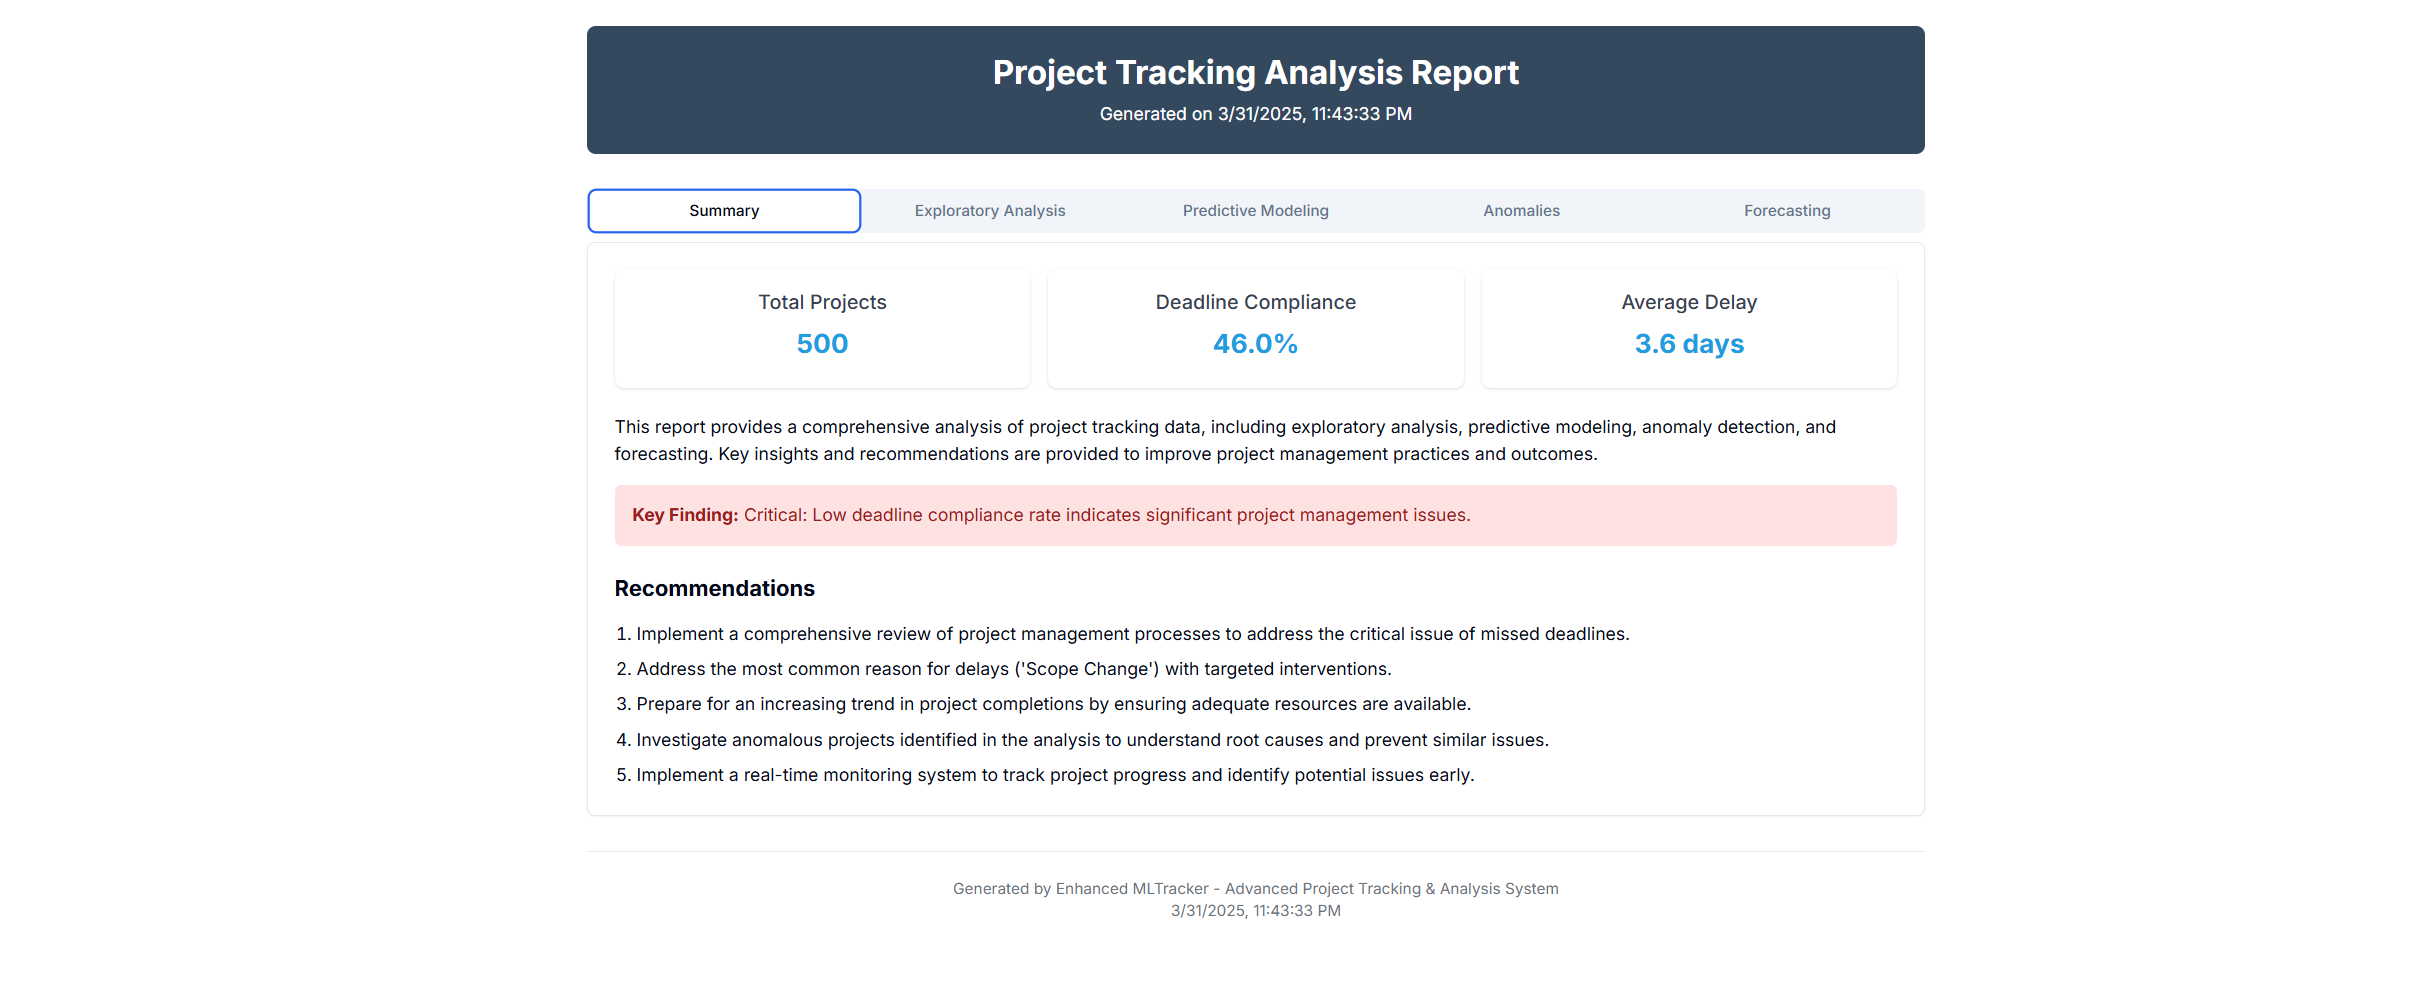 Project Tracking Analysis Report
Generated on 3/31/2025, 11:43:33 PM
Summary
Exploratory Analysis
Predictive Modeling
Anomalies
Forecasting
Total Projects
500
Deadline Compliance
46.0%
Average Delay
3.6 days
This report provides a comprehensive analysis of project tracking data, including exploratory analysis, predictive modeling, anomaly detection, and
forecasting. Key insights and recommendations are provided to improve project management practices and outcomes.
Key Finding: Critical: Low deadline compliance rate indicates significant project management issues.
Recommendations
1. Implement a comprehensive review of project management processes to address the critical issue of missed deadlines.
2. Address the most common reason for delays ('Scope Change') with targeted interventions.
3. Prepare for an increasing trend in project completions by ensuring adequate resources are available.
4. Investigate anomalous projects identified in the analysis to understand root causes and prevent similar issues.
5. Implement a real-time monitoring system to track project progress and identify potential issues early.
Generated by Enhanced MLTracker - Advanced Project Tracking & Analysis System
3/31/2025, 11:43:33 PM